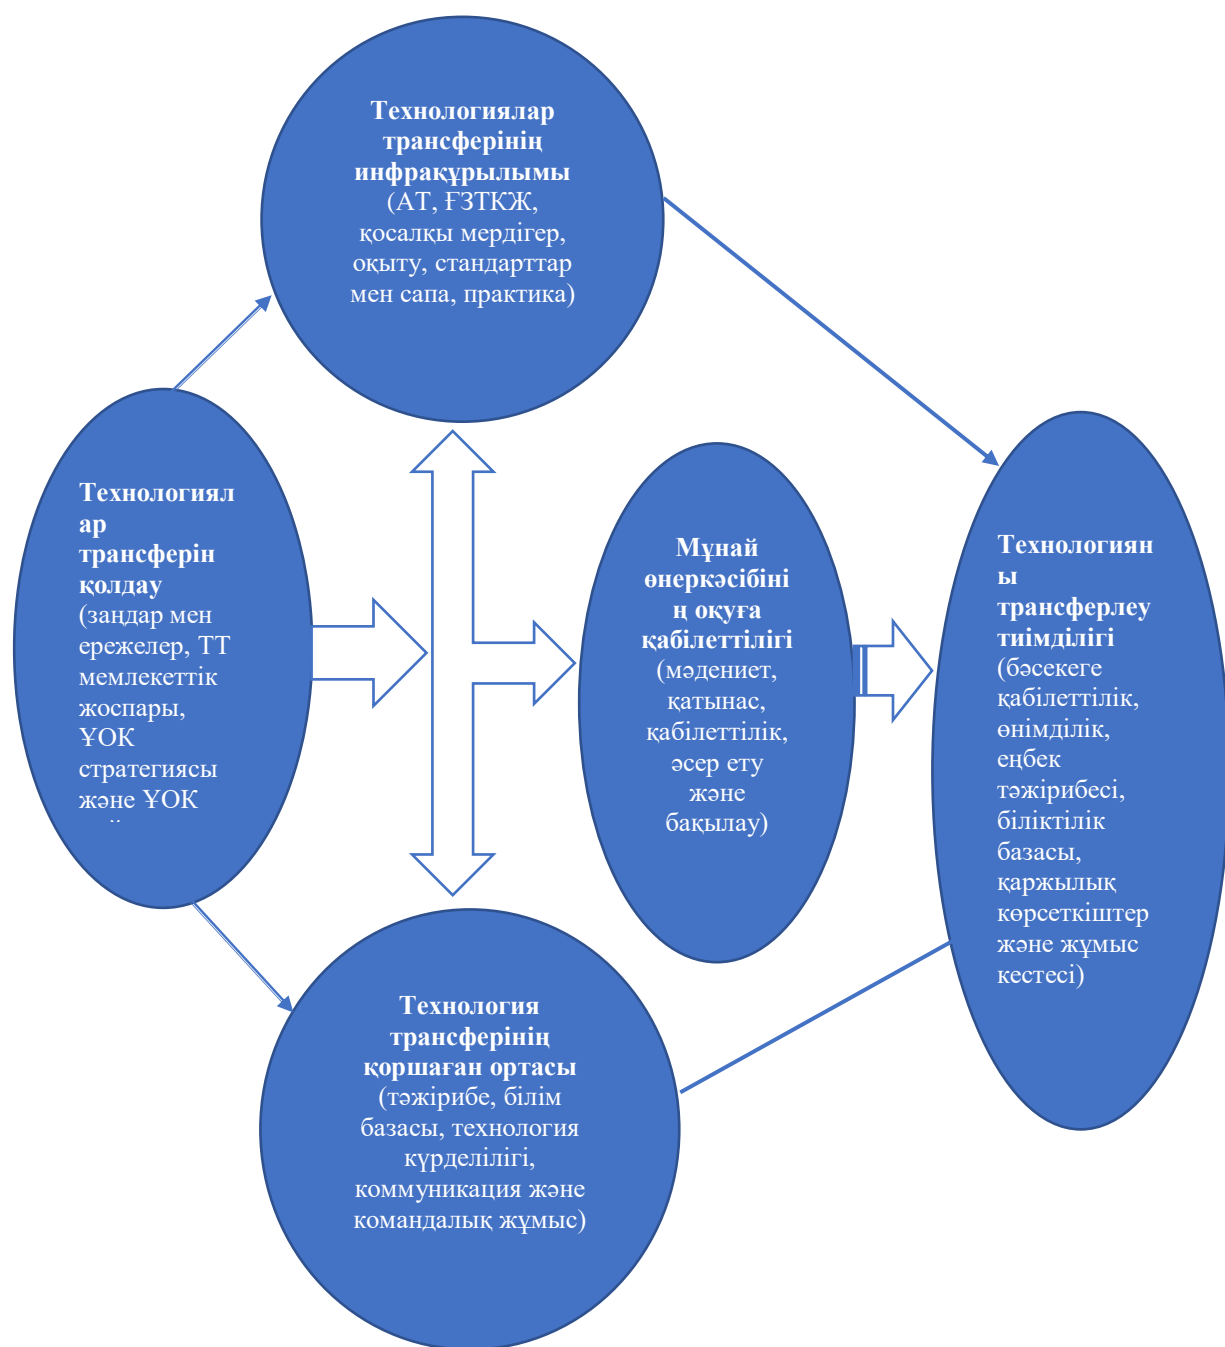 Технологиялар
трансферінің
инфрақұрылымы
(АТ, ҒЗТКЖ,
қосалқы мердігер,
оқыту, стандарттар
мен сапа, практика)
Технологиял
ар
трансферін
қолдау
(заңдар мен
ережелер, ТТ
мемлекеттік
жоспары,
ҰОК
стратегиясы
және ҰОК
Мұнай
өнеркәсібіні
ң оқуға
қабілеттілігі
(мәдениет,
қатынас,
қабілеттілік,
әсер ету
және
бақылау)
Технологиян
ы
трансферлеу
тиімділігі
(бәсекеге
қабілеттілік,
өнімділік,
еңбек
тәжірибесі,
біліктілік
базасы,
қаржылық
көрсеткіштер
және жұмыс
кестесі)
Технология
трансферінің
қоршаған ортасы
(тәжірибе, білім
базасы, технология
күрделілігі,
коммуникация және
командалық жұмыс)